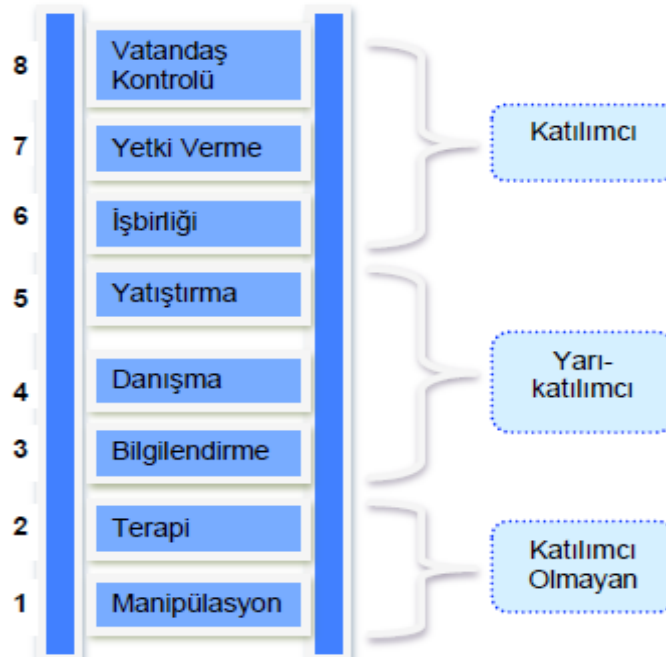 8
Vatandaş
Kontrolü
7
Yetki Verme
6
İşbirliği
Katılımcı
5
Yatıştırma
4
Danışma
3
Bilgilendirme
Yarı-
katılımcı
2
Terapi
1
Manipülasyon
Katılımcı
Olmayan